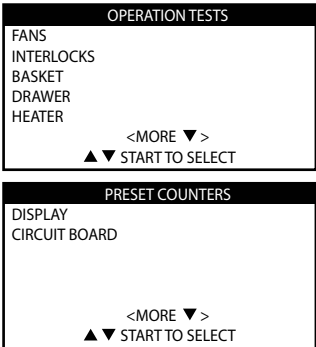 OPERATION TESTS
FANS
INTERLOCKS
BASKET
DRAWER
HEATER
<MORE ▼ >
▲ ▼ START TO SELECT
PRESET COUNTERS
DISPLAY
CIRCUIT BOARD
<MORE ▼ >
▲ ▼ START TO SELECT